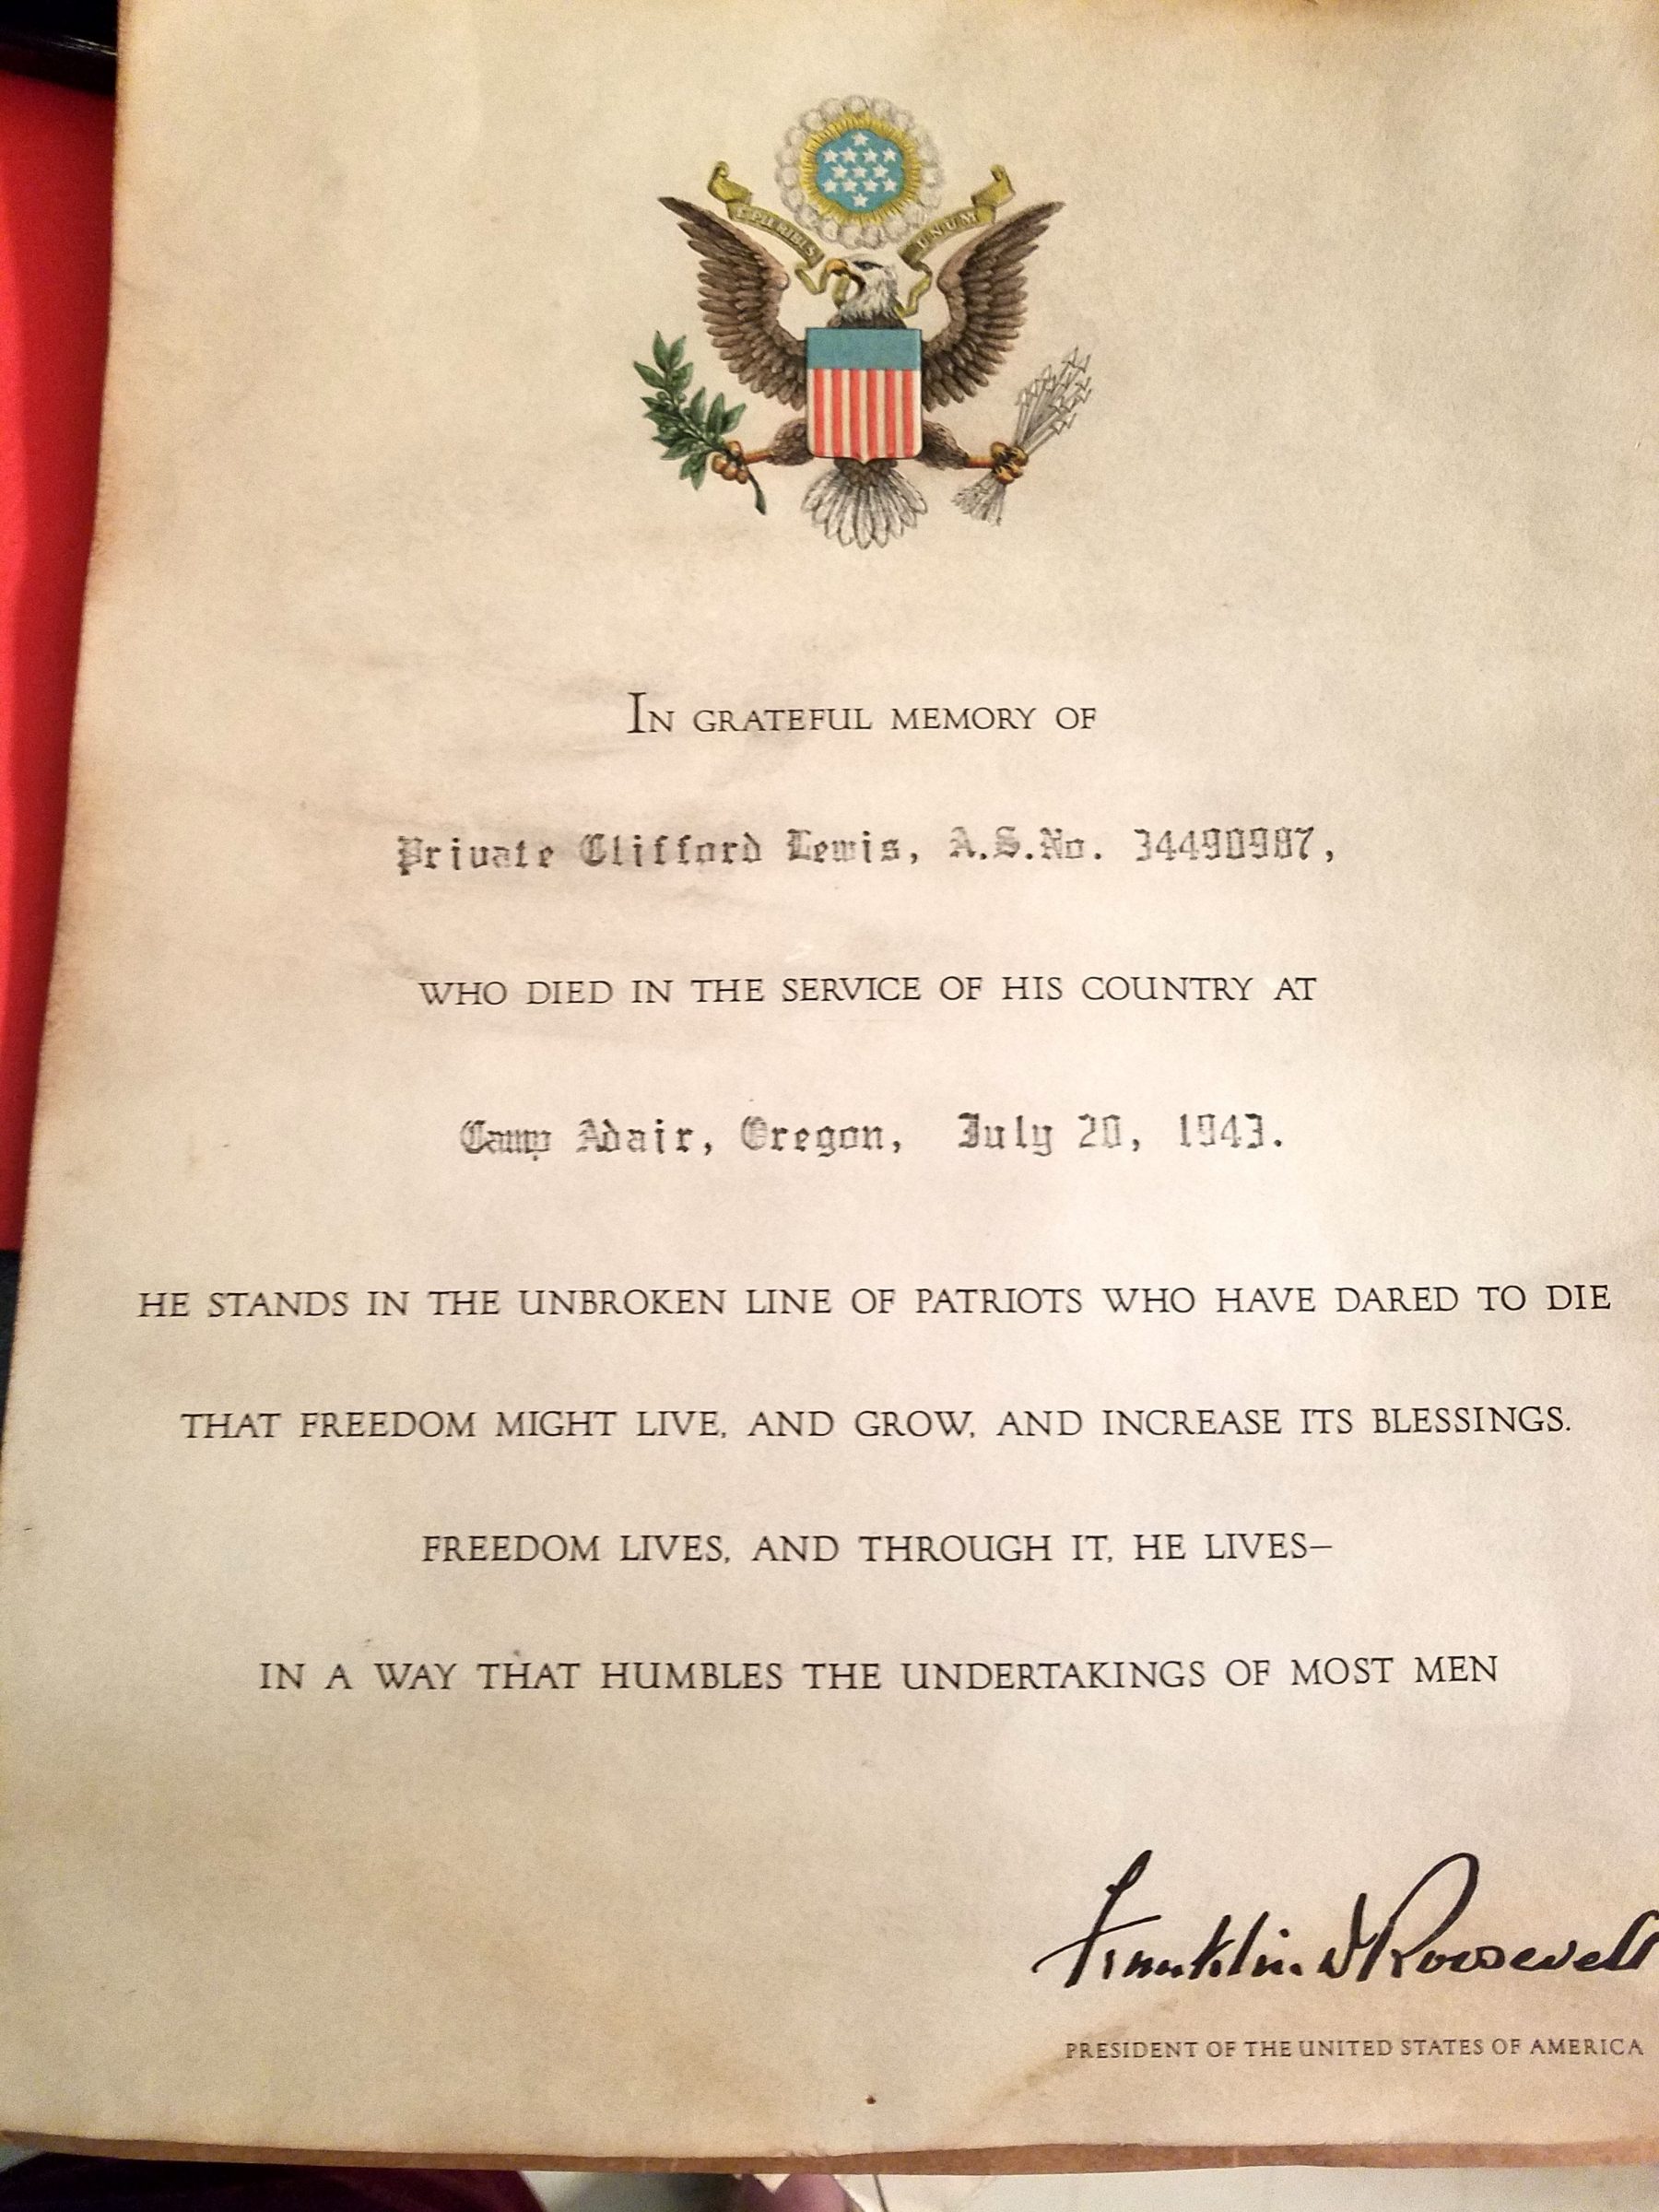 E PLURIBUS UNUM
IN GRATEFUL MEMORY OF
Private Clifford Lewis, A.S.No. 34490987,
WHO DIED IN THE SERVICE OF HIS COUNTRY AT
Camp Adair, Oregon, July 20, 1943.
HE STANDS IN THE UNBROKEN LINE OF PATRIOTS WHO HAVE DARED TO DIE
THAT FREEDOM MIGHT LIVE, AND GROW, AND INCREASE ITS BLESSINGS.
FREEDOM LIVES, AND THROUGH IT, HE LIVES—
IN A WAY THAT HUMBLES THE UNDERTAKINGS OF MOST MEN
Franklin D Roosevelt
PRESIDENT OF THE UNITED STATES OF AMERICA